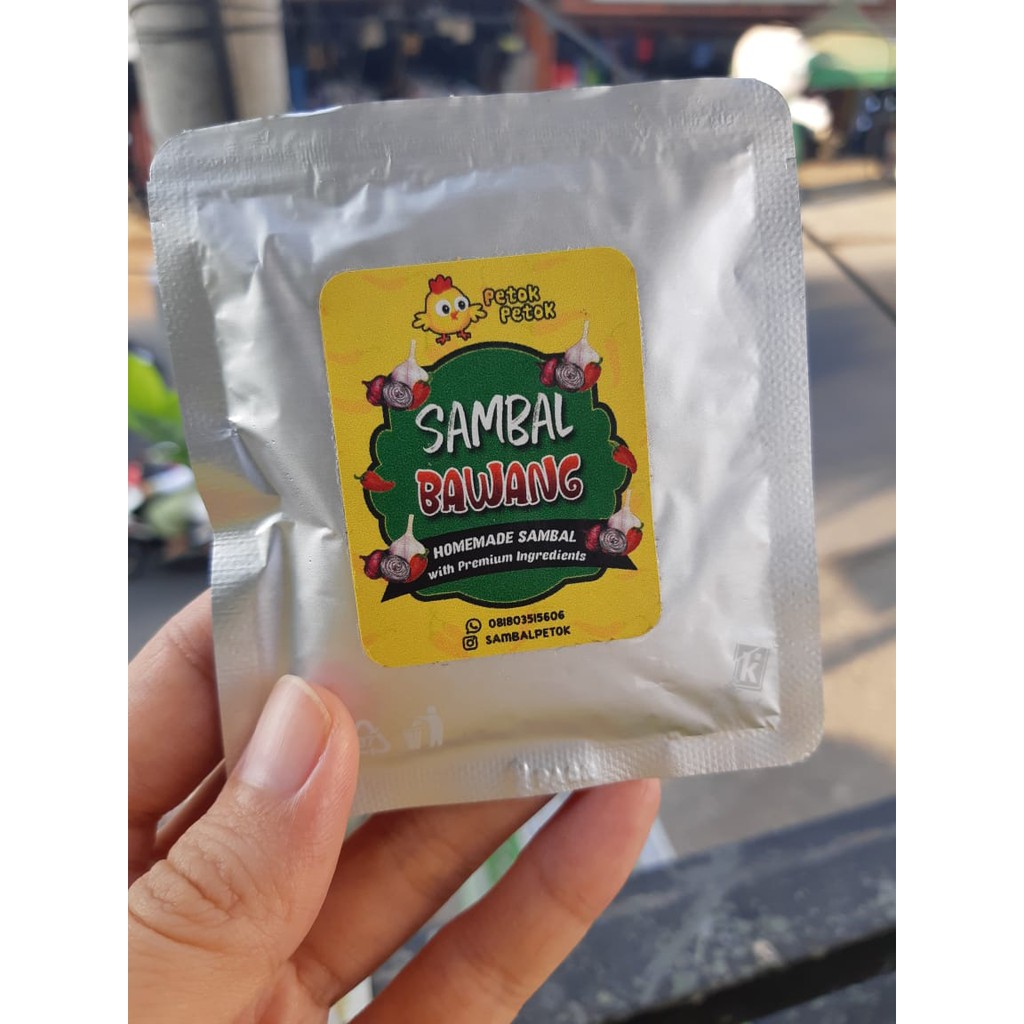 Petok
Petok
SAMBAL
BAWANG
HOMEMADE SAMBAL
with Premium Ingredients
081803515606
SAMBALPETOK
k